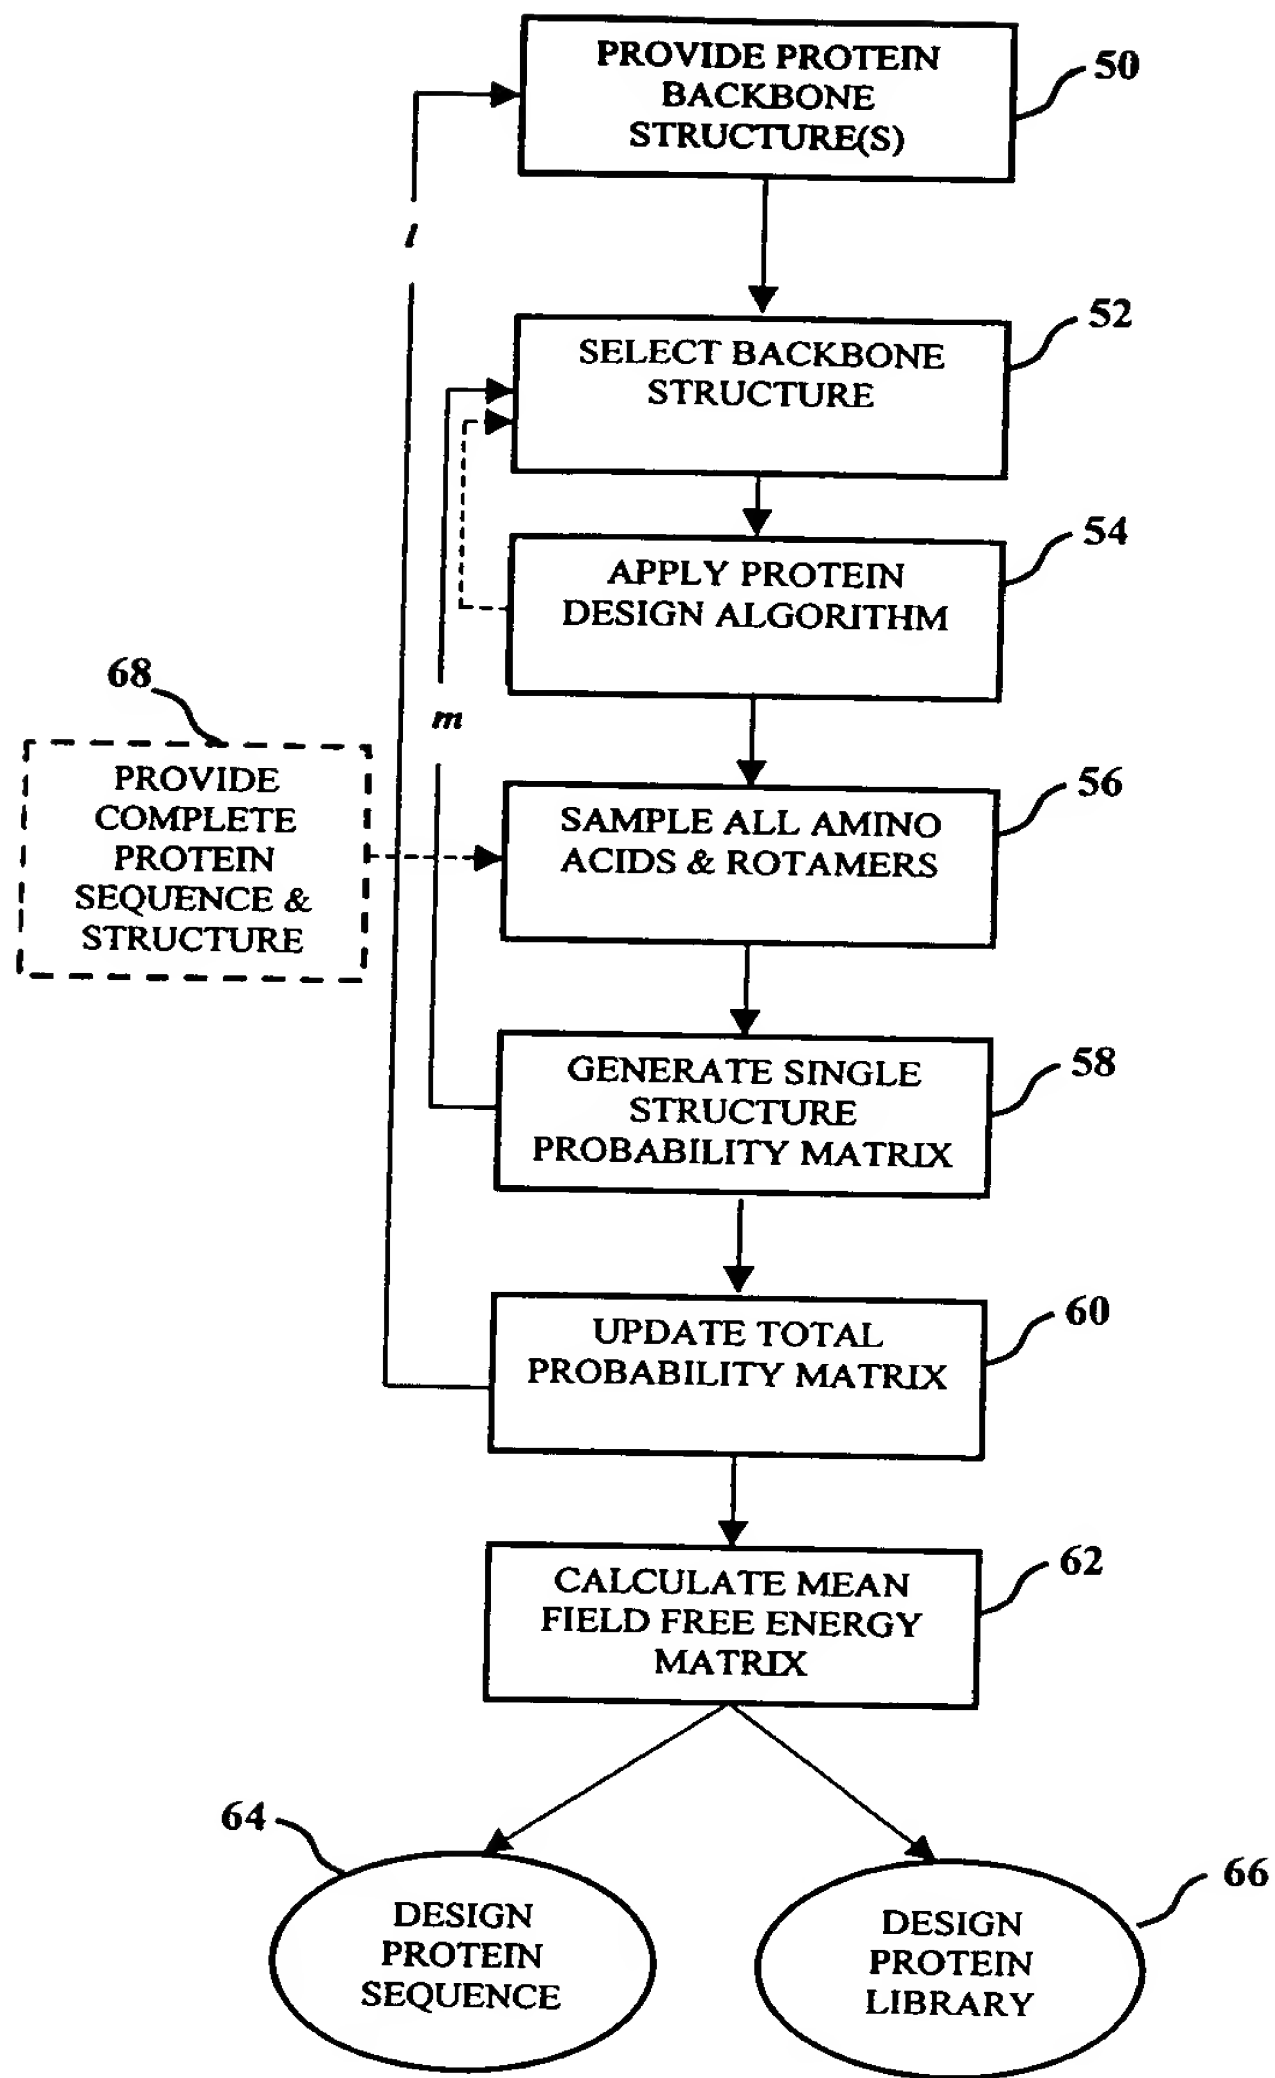 PROVIDE PROTEIN
BACKBONE
STRUCTURE(S)
50
l
SELECT BACKBONE
STRUCTURE
52
APPLY PROTEIN
DESIGN ALGORITHM
54
68
m
PROVIDE
COMPLETE
PROTEIN
SEQUENCE &
STRUCTURE
SAMPLE ALL AMINO
ACIDS & ROTAMERS
56
GENERATE SINGLE
STRUCTURE
PROBABILITY MATRIX
58
UPDATE TOTAL
PROBABILITY MATRIX
60
CALCULATE MEAN
FIELD FREE ENERGY
MATRIX
62
64
DESIGN
PROTEIN
SEQUENCE
66
DESIGN
PROTEIN
LIBRARY